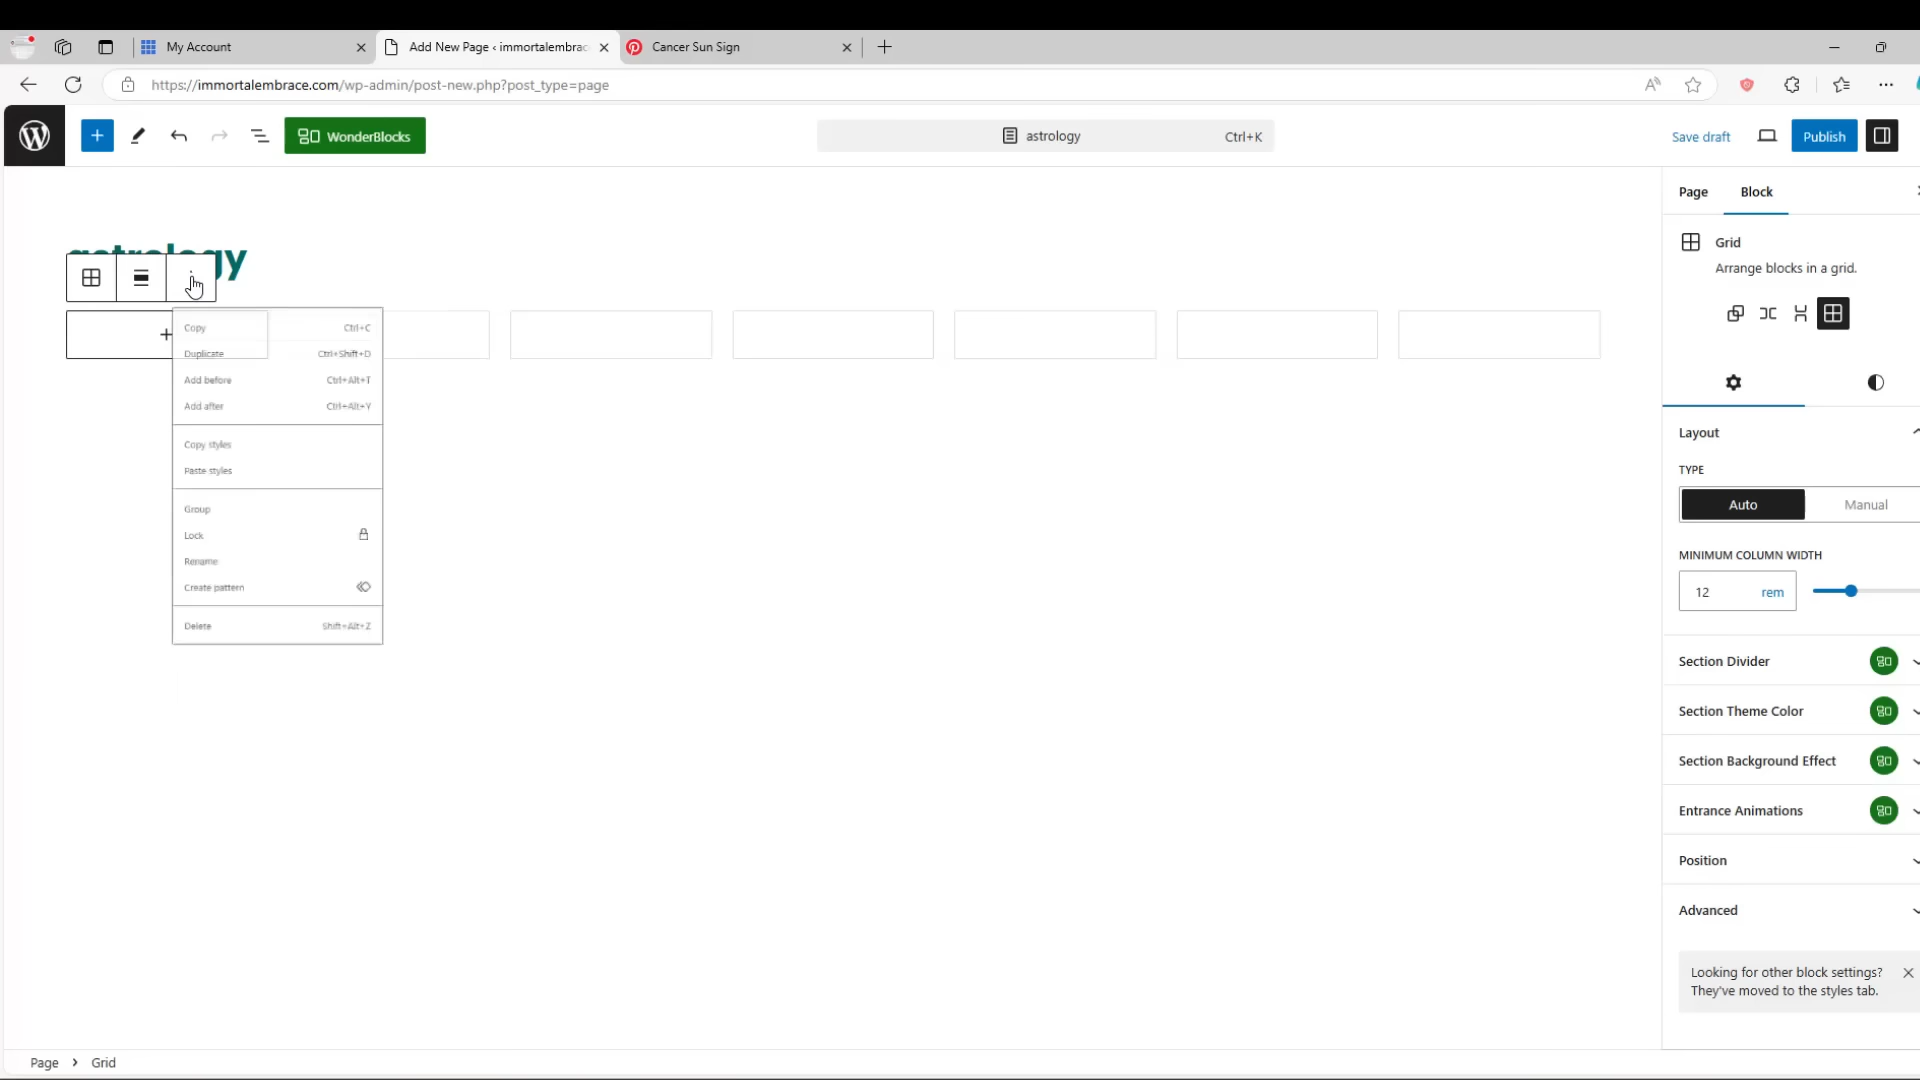 My Account
Add New Page ‹ immortalembrac
Cancer Sun Sign
https://immortalembrace.com/wp-admin/post-new.php?post_type=page
WonderBlocks
astrology
Ctrl+K
Save draft
Publish
Page
Block
astrology
Grid
Arrange blocks in a grid.
Copy Ctrl+C
Duplicate Ctrl+Shift+D
Add before Ctrl+Alt+T
Add after Ctrl+Alt+Y
Copy styles
Paste styles
Group
Lock
Rename
Create pattern
Delete Shift+Alt+Z
Layout
TYPE
Auto
Manual
MINIMUM COLUMN WIDTH
12 rem
Section Divider
Section Theme Color
Section Background Effect
Entrance Animations
Position
Advanced
Looking for other block settings?
They've moved to the styles tab.
Page › Grid